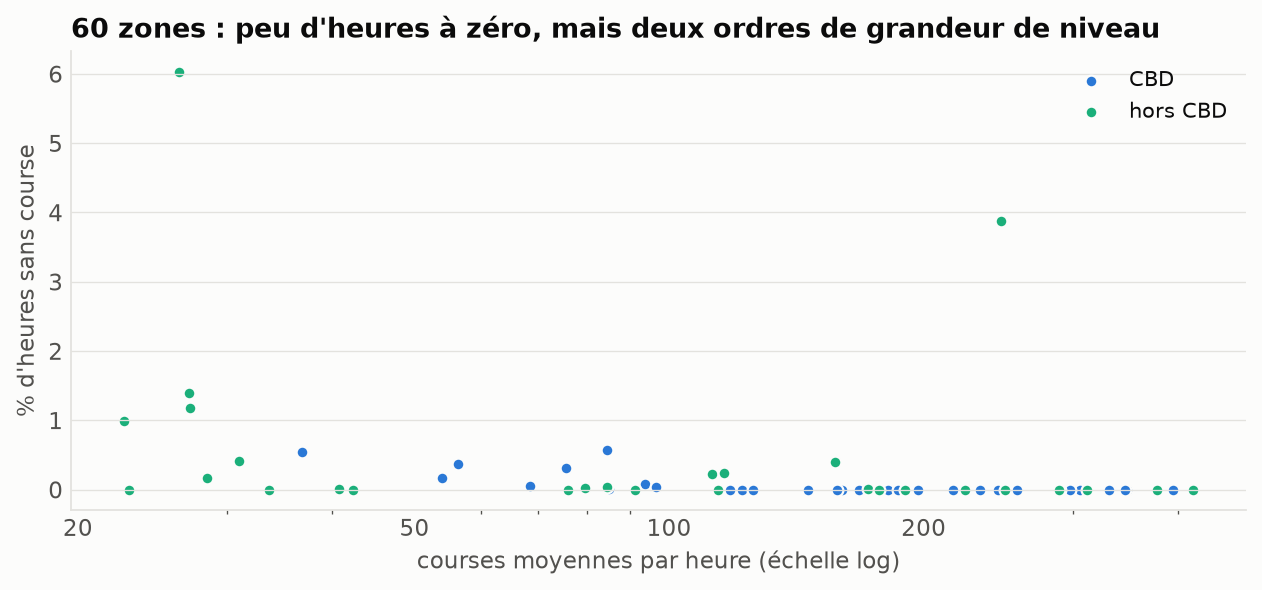 60 zones : peu d'heures à zéro, mais deux ordres de grandeur de niveau
CBD
hors CBD
% d'heures sans course
6
5
4
3
2
1
0
20
50
100
200
courses moyennes par heure (échelle log)